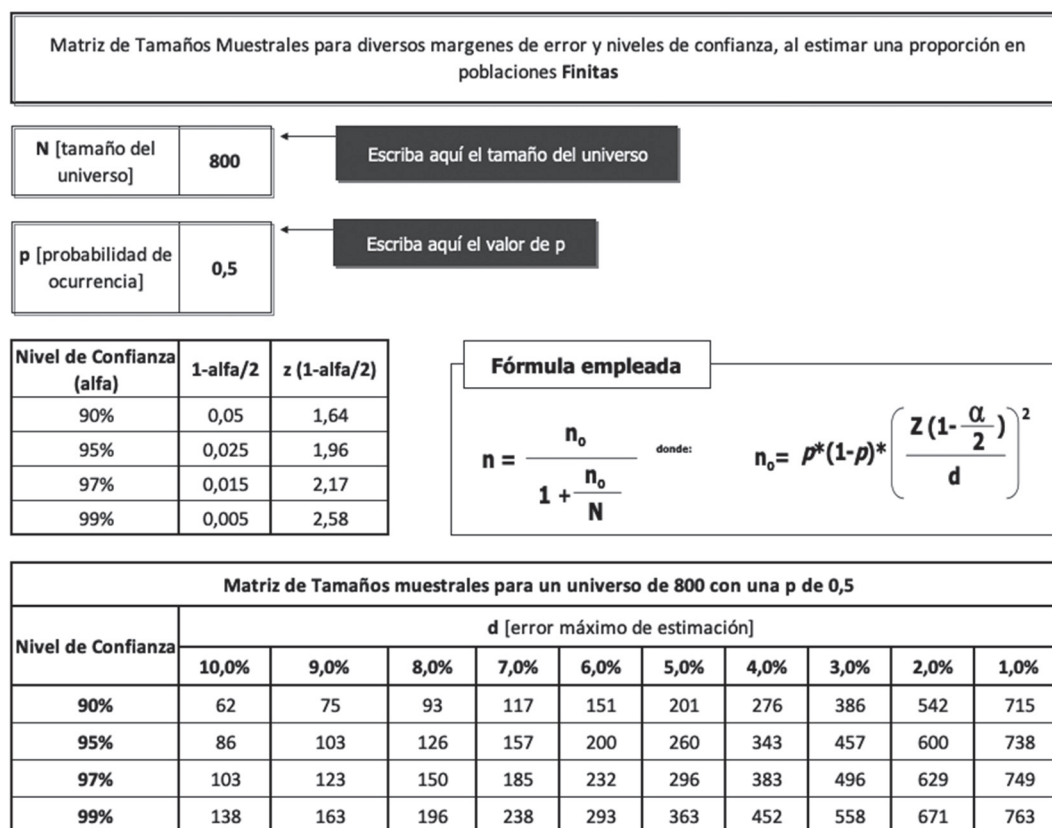 Matriz de Tamaños Muestrales para diversos margenes de error y niveles de confianza, al estimar una proporción en
poblaciones Finitas
N [tamaño del
universo]
800
Escriba aquí el tamaño del universo
p [probabilidad de
ocurrencia]
0,5
Escriba aquí el valor de p
Nivel de Confianza
(alfa)
1-alfa/2
z (1-alfa/2)
90% 0,05 1,64
95% 0,025 1,96
97% 0,015 2,17
99% 0,005 2,58
Fórmula empleada
n = n₀ / (1 + n₀/N)
donde:
n₀= p*(1-p)* (Z (1- α/2) / d)²
Matriz de Tamaños muestrales para un universo de 800 con una p de 0,5
Nivel de Confianza
d [error máximo de estimación]
10,0% 9,0% 8,0% 7,0% 6,0% 5,0% 4,0% 3,0% 2,0% 1,0%
90% 62 75 93 117 151 201 276 386 542 715
95% 86 103 126 157 200 260 343 457 600 738
97% 103 123 150 185 232 296 383 496 629 749
99% 138 163 196 238 293 363 452 558 671 763